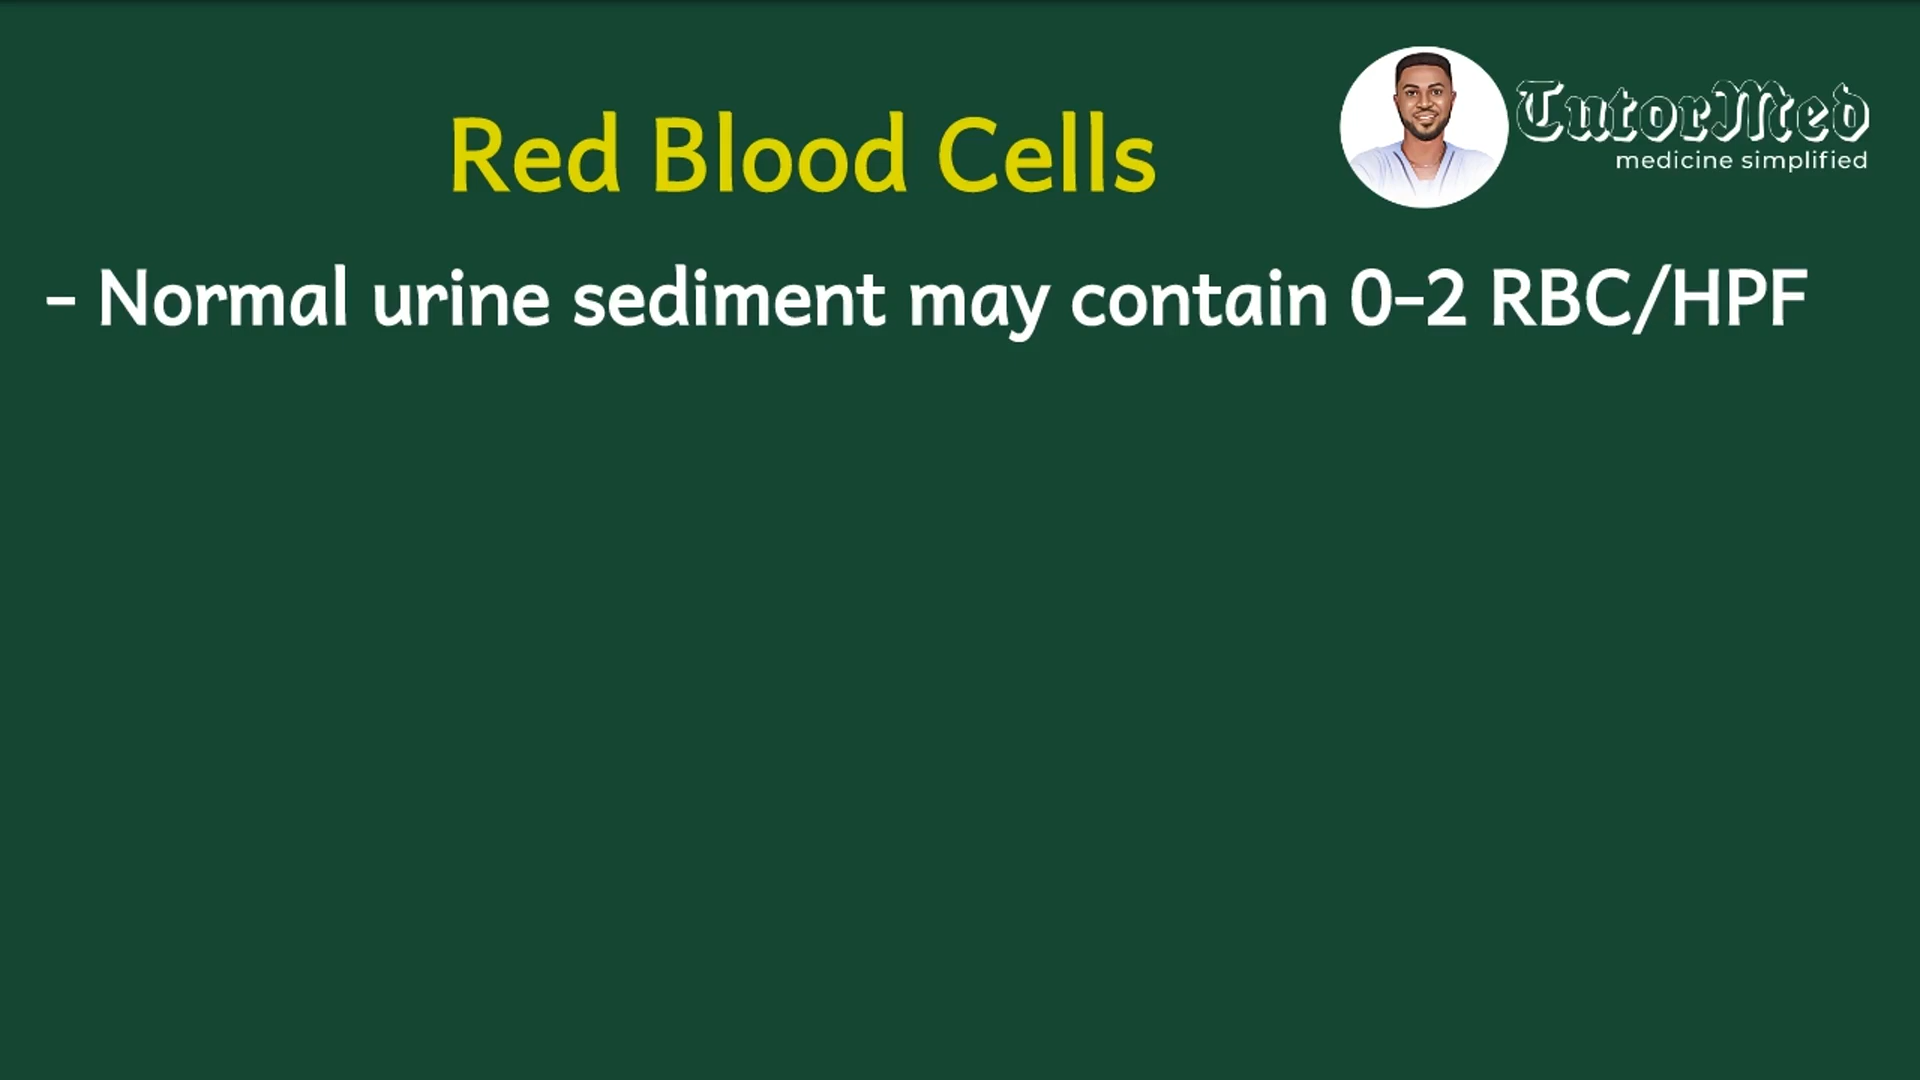 TutorMed
medicine simplified
Red Blood Cells
- Normal urine sediment may contain 0-2 RBC/HPF